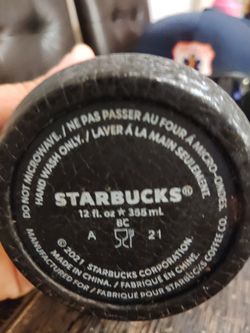 DO NOT MICROWAVE. / NE PAS PASSER AU FOUR À MICRO-ONDES.
HAND WASH ONLY. / LAVER À LA MAIN SEULEMENT.
STARBUCKS®
12 fl. oz ★ 355 mL
BC
A 21
© 2021 STARBUCKS CORPORATION.
MADE IN CHINA. / FABRIQUÉ EN CHINE.
MANUFACTURED FOR / FABRIQUÉ POUR STARBUCKS COFFEE CO.